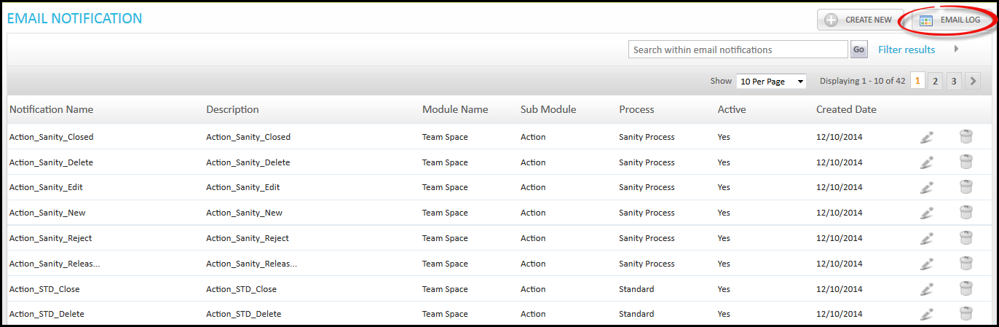 EMAIL NOTIFICATION
CREATE NEW
EMAIL LOG
Search within email notifications Go Filter results
Show 10 Per Page Displaying 1 - 10 of 42 1 2 3
Notification Name Description Module Name Sub Module Process Active Created Date
Action_Sanity_Closed Action_Sanity_Closed Team Space Action Sanity Process Yes 12/10/2014
Action_Sanity_Delete Action_Sanity_Delete Team Space Action Sanity Process Yes 12/10/2014
Action_Sanity_Edit Action_Sanity_Edit Team Space Action Sanity Process Yes 12/10/2014
Action_Sanity_New Action_Sanity_New Team Space Action Sanity Process Yes 12/10/2014
Action_Sanity_Reject Action_Sanity_Reject Team Space Action Sanity Process Yes 12/10/2014
Action_Sanity_Releas... Action_Sanity_Releas... Team Space Action Sanity Process Yes 12/10/2014
Action_STD_Close Action_STD_Close Team Space Action Standard Yes 12/10/2014
Action_STD_Delete Action_STD_Delete Team Space Action Standard Yes 12/10/2014